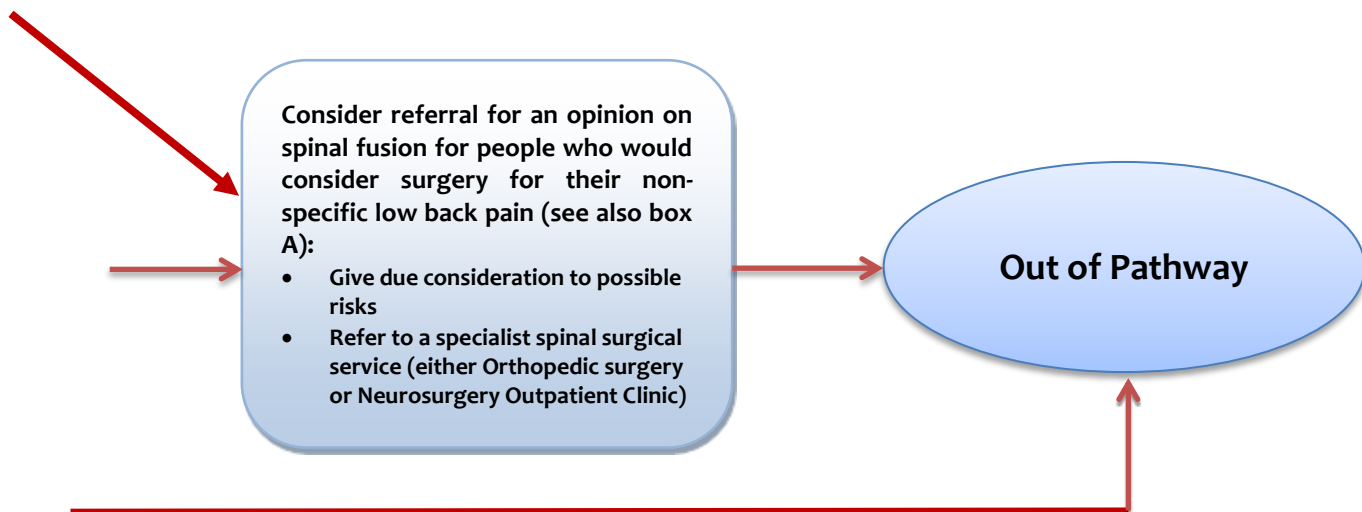 Consider referral for an opinion on
spinal fusion for people who would
consider surgery for their non-
specific low back pain (see also box
A):
• Give due consideration to possible
risks
• Refer to a specialist spinal surgical
service (either Orthopedic surgery
or Neurosurgery Outpatient Clinic)
Out of Pathway